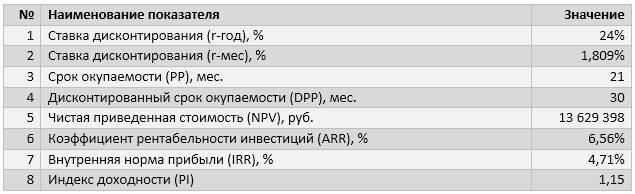 № Наименование показателя Значение
1 Ставка дисконтирования (r-год), % 24%
2 Ставка дисконтирования (r-мес), % 1,809%
3 Срок окупаемости (PP), мес. 21
4 Дисконтированный срок окупаемости (DPP), мес. 30
5 Чистая приведенная стоимость (NPV), руб. 13 629 398
6 Коэффициент рентабельности инвестиций (ARR), % 6,56%
7 Внутренняя норма прибыли (IRR), % 4,71%
8 Индекс доходности (PI) 1,15